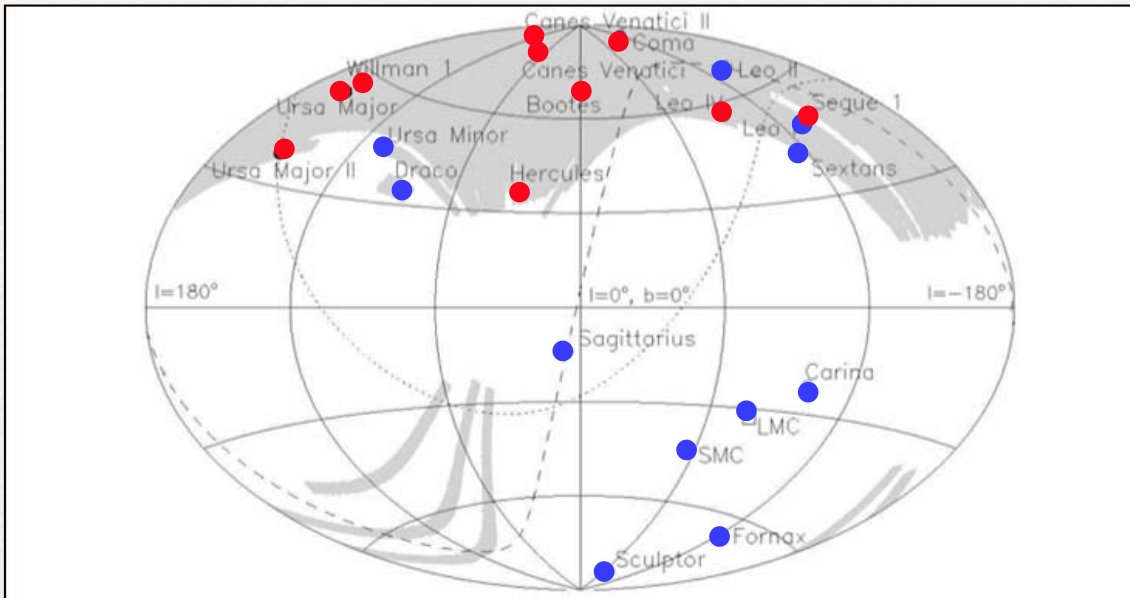 Canes Venatici II
Coma
Willman 1
Canes Venatici
Leo II
Ursa Major
Bootes
Leo IV
Segue 1
Leo
Ursa Minor
Ursa Major II
Draco
Hercules
Sextans
l=180°
l=0°, b=0°
l=-180°
Sagittarius
Carina
LMC
SMC
Fornax
Sculptor